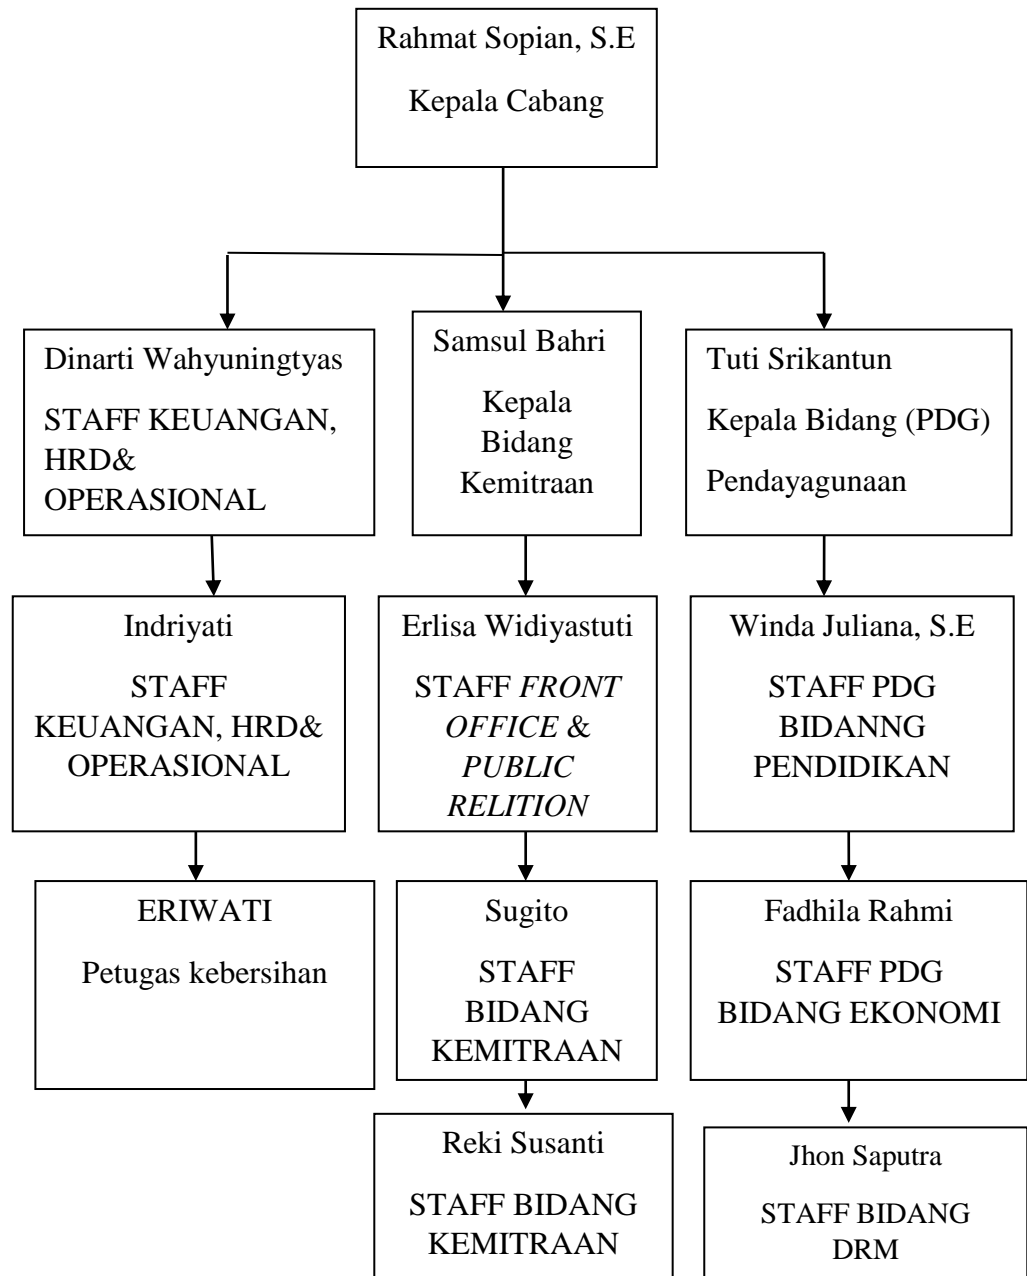 Rahmat Sopian, S.E
Kepala Cabang
Dinarti Wahyuningtyas
STAFF KEUANGAN,
HRD&
OPERASIONAL
Samsul Bahri
Kepala
Bidang
Kemitraan
Tuti Srikantun
Kepala Bidang (PDG)
Pendayagunaan
Indriyati
STAFF
KEUANGAN, HRD&
OPERASIONAL
Erlisa Widiyastuti
STAFF FRONT
OFFICE &
PUBLIC
RELITION
Winda Juliana, S.E
STAFF PDG
BIDANNG
PENDIDIKAN
ERIWATI
Petugas kebersihan
Sugito
STAFF
BIDANG
KEMITRAAN
Fadhila Rahmi
STAFF PDG
BIDANG EKONOMI
Reki Susanti
STAFF BIDANG
KEMITRAAN
Jhon Saputra
STAFF BIDANG
DRM